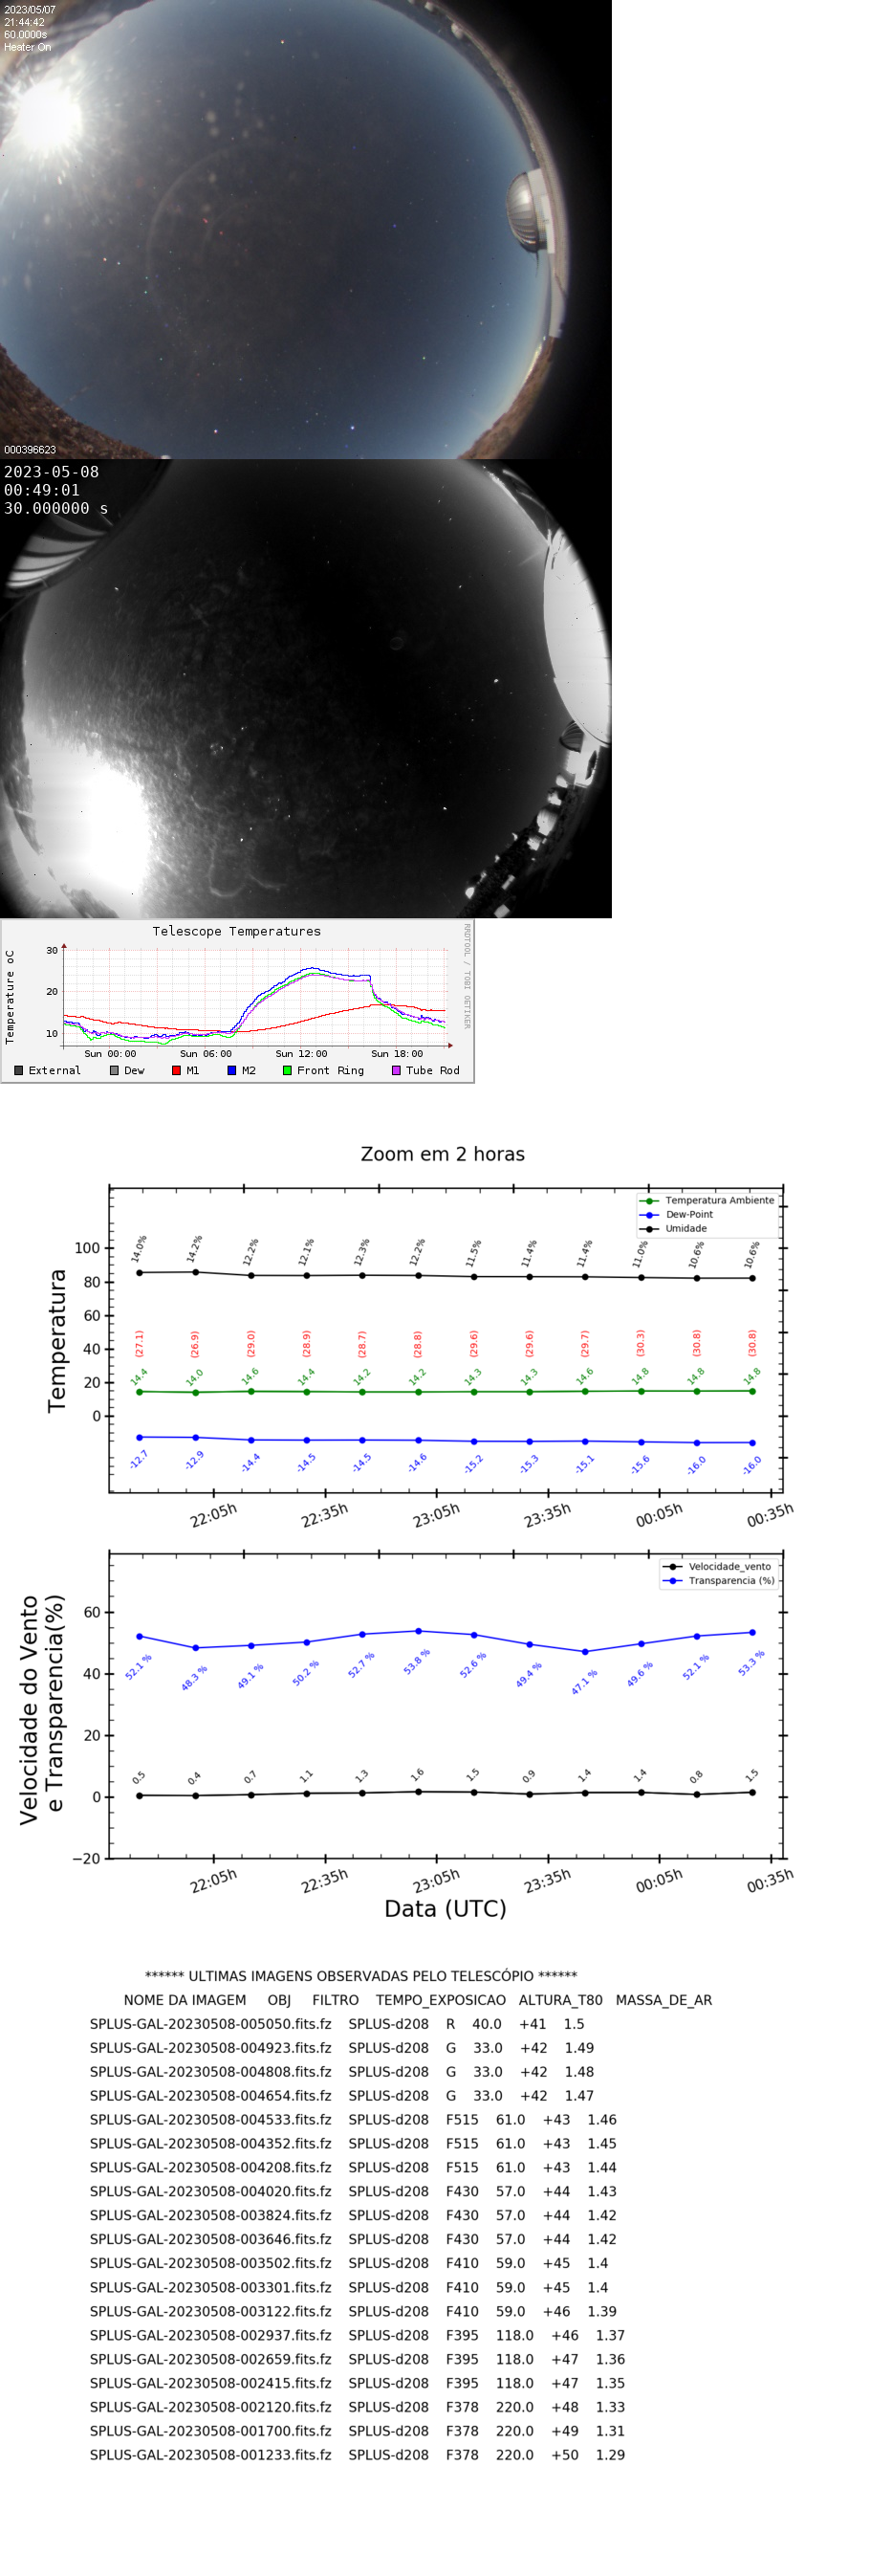 2023/05/07
21:44:42
60.0000s
Heater On
000396623
2023-05-08
00:49:01
30.000000 s
Telescope Temperatures
RRDTOOL / TOBI OETIKER
Temperature oC
30
20
10
Sun 00:00 Sun 06:00 Sun 12:00 Sun 18:00
External Dew M1 M2 Front Ring Tube Rod
Zoom em 2 horas
Temperatura Ambiente
Dew-Point
Umidade
Temperatura
100
80
60
40
20
0
14.0% 14.2% 12.2% 12.1% 12.3% 12.2% 11.5% 11.4% 11.4% 11.0% 10.6% 10.6%
(27.1) (26.9) (29.0) (28.9) (28.7) (28.8) (29.6) (29.6) (29.7) (30.3) (30.8) (30.8)
14.4 14.0 14.6 14.4 14.2 14.2 14.3 14.3 14.6 14.8 14.8 14.8
-12.7 -12.9 -14.4 -14.5 -14.5 -14.6 -15.2 -15.3 -15.1 -15.6 -16.0 -16.0
22:05h 22:35h 23:05h 23:35h 00:05h 00:35h
Velocidade_vento
Transparencia (%)
Velocidade do Vento
e Transparencia(%)
60
40
20
0
−20
52.1 % 48.3 % 49.1 % 50.2 % 52.7 % 53.8 % 52.6 % 49.4 % 47.1 % 49.6 % 52.1 % 53.3 %
0.5 0.4 0.7 1.1 1.3 1.6 1.5 0.9 1.4 1.4 0.8 1.5
22:05h 22:35h 23:05h 23:35h 00:05h 00:35h
Data (UTC)
****** ULTIMAS IMAGENS OBSERVADAS PELO TELESCÓPIO ******
NOME DA IMAGEM OBJ FILTRO TEMPO_EXPOSICAO ALTURA_T80 MASSA_DE_AR
SPLUS-GAL-20230508-005050.fits.fz SPLUS-d208 R 40.0 +41 1.5
SPLUS-GAL-20230508-004923.fits.fz SPLUS-d208 G 33.0 +42 1.49
SPLUS-GAL-20230508-004808.fits.fz SPLUS-d208 G 33.0 +42 1.48
SPLUS-GAL-20230508-004654.fits.fz SPLUS-d208 G 33.0 +42 1.47
SPLUS-GAL-20230508-004533.fits.fz SPLUS-d208 F515 61.0 +43 1.46
SPLUS-GAL-20230508-004352.fits.fz SPLUS-d208 F515 61.0 +43 1.45
SPLUS-GAL-20230508-004208.fits.fz SPLUS-d208 F515 61.0 +43 1.44
SPLUS-GAL-20230508-004020.fits.fz SPLUS-d208 F430 57.0 +44 1.43
SPLUS-GAL-20230508-003824.fits.fz SPLUS-d208 F430 57.0 +44 1.42
SPLUS-GAL-20230508-003646.fits.fz SPLUS-d208 F430 57.0 +44 1.42
SPLUS-GAL-20230508-003502.fits.fz SPLUS-d208 F410 59.0 +45 1.4
SPLUS-GAL-20230508-003301.fits.fz SPLUS-d208 F410 59.0 +45 1.4
SPLUS-GAL-20230508-003122.fits.fz SPLUS-d208 F410 59.0 +46 1.39
SPLUS-GAL-20230508-002937.fits.fz SPLUS-d208 F395 118.0 +46 1.37
SPLUS-GAL-20230508-002659.fits.fz SPLUS-d208 F395 118.0 +47 1.36
SPLUS-GAL-20230508-002415.fits.fz SPLUS-d208 F395 118.0 +47 1.35
SPLUS-GAL-20230508-002120.fits.fz SPLUS-d208 F378 220.0 +48 1.33
SPLUS-GAL-20230508-001700.fits.fz SPLUS-d208 F378 220.0 +49 1.31
SPLUS-GAL-20230508-001233.fits.fz SPLUS-d208 F378 220.0 +50 1.29